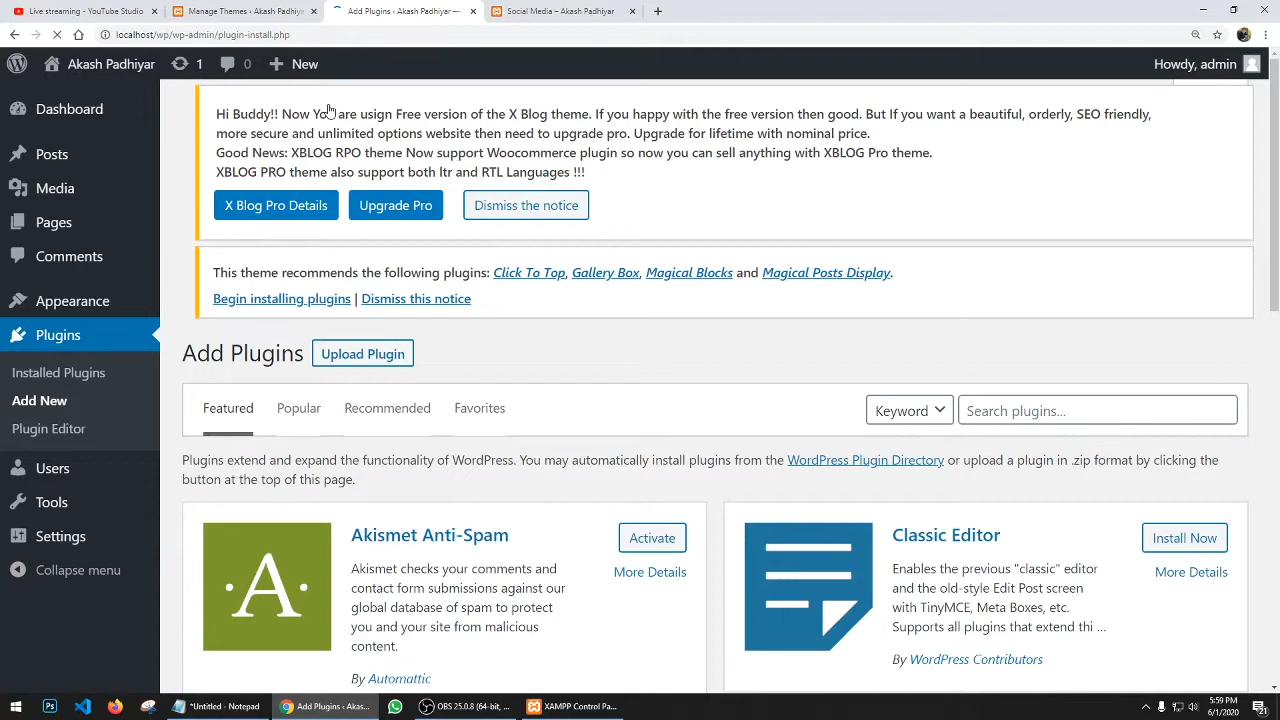 Live streaming - YouTube Studio
Manage Themes ‹ Akash Padhiyar
Add Plugins ‹ Akash Padhiyar —
Social Media – Akash Padhiyar
localhost/wp/wp-admin/plugin-install.php
Akash Padhiyar
1
0
New
Howdy, admin
Dashboard
Posts
Media
Pages
Comments
Appearance
Plugins
Installed Plugins
Add New
Plugin Editor
Users
Tools
Settings
Collapse menu
Hi Buddy!! Now You are usign Free version of the X Blog theme. If you happy with the free version then good. But If you want a beautiful, orderly, SEO friendly,
more secure and unlimited options website then need to upgrade pro. Upgrade for lifetime with nominal price.
Good News: XBLOG RPO theme Now support Woocommerce plugin so now you can sell anything with XBLOG Pro theme.
XBLOG PRO theme also support both ltr and RTL Languages !!!
X Blog Pro Details
Upgrade Pro
Dismiss the notice
This theme recommends the following plugins: Click To Top, Gallery Box, Magical Blocks and Magical Posts Display.
Begin installing plugins | Dismiss this notice
Add Plugins
Upload Plugin
Featured
Popular
Recommended
Favorites
Keyword
Search plugins...
Plugins extend and expand the functionality of WordPress. You may automatically install plugins from the WordPress Plugin Directory or upload a plugin in .zip format by clicking the
button at the top of this page.
A
Akismet Anti-Spam
Activate
More Details
Akismet checks your comments and
contact form submissions against our
global database of spam to protect
you and your site from malicious
content.
By Automattic
Classic Editor
Install Now
More Details
Enables the previous "classic" editor
and the old-style Edit Post screen
with TinyMCE, Meta Boxes, etc.
Supports all plugins that extend thi ...
By WordPress Contributors
Ps
*Untitled - Notepad
Add Plugins ‹ Akas...
OBS 25.0.8 (64-bit, ...
XAMPP Control Pa...
5:59 PM
6/1/2020
21